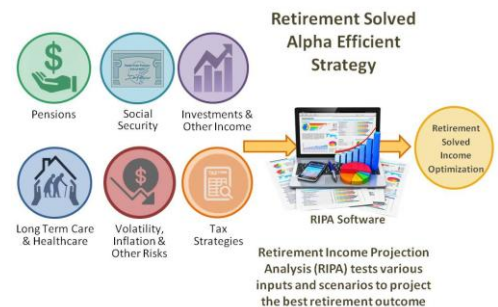 Retirement Solved
Alpha Efficient
Strategy
Pensions
Social
Security
Investments &
Other Income
Long Term Care
& Healthcare
Volatility,
Inflation &
Other Risks
Tax
Strategies
RIPA Software
Retirement
Solved
Income
Optimization
Retirement Income Projection
Analysis (RIPA) tests various
inputs and scenarios to project
the best retirement outcome